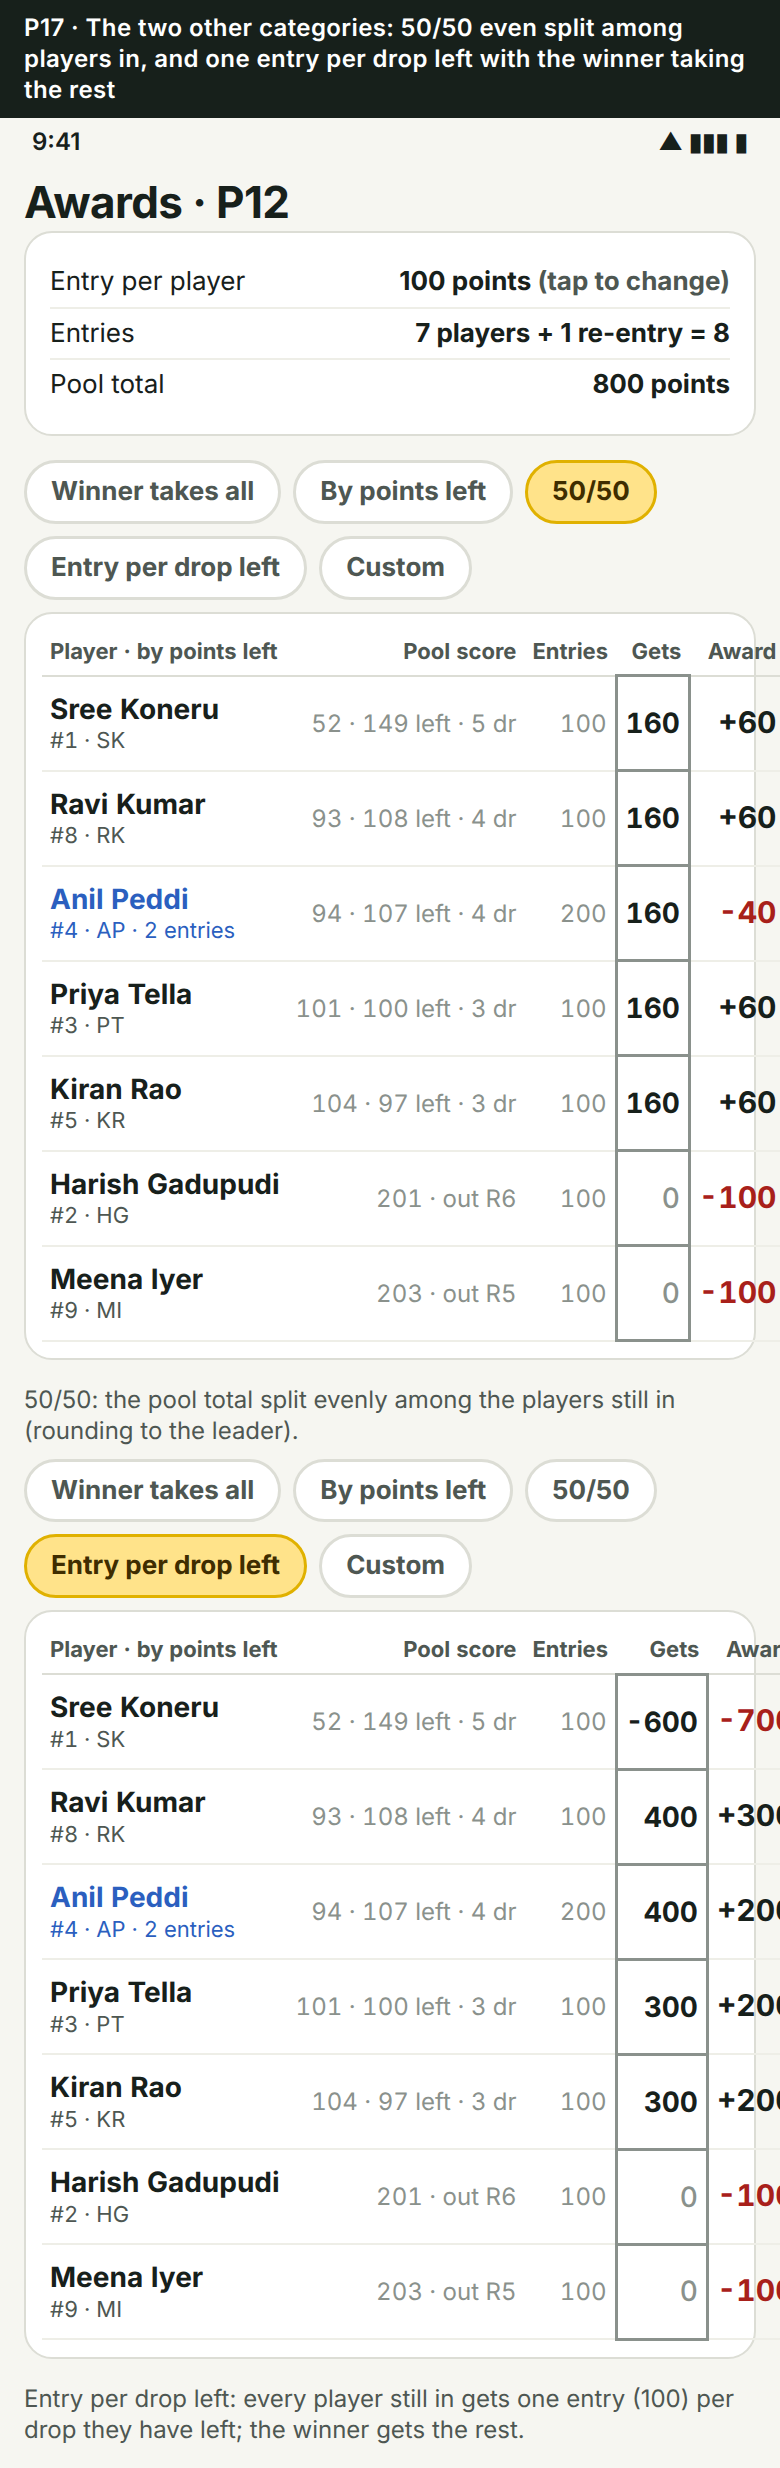 P17 · The two other categories: 50/50 even split among
players in, and one entry per drop left with the winner taking
the rest
9:41
Awards · P12
Entry per player 100 points (tap to change)
Entries 7 players + 1 re-entry = 8
Pool total 800 points
Winner takes all By points left 50/50
Entry per drop left Custom
Player · by points left Pool score Entries Gets Award
Sree Koneru 52 · 149 left · 5 dr 100 160 +60
#1 · SK
Ravi Kumar 93 · 108 left · 4 dr 100 160 +60
#8 · RK
Anil Peddi 94 · 107 left · 4 dr 200 160 -40
#4 · AP · 2 entries
Priya Tella 101 · 100 left · 3 dr 100 160 +60
#3 · PT
Kiran Rao 104 · 97 left · 3 dr 100 160 +60
#5 · KR
Harish Gadupudi 201 · out R6 100 0 -100
#2 · HG
Meena Iyer 203 · out R5 100 0 -100
#9 · MI
50/50: the pool total split evenly among the players still in
(rounding to the leader).
Winner takes all By points left 50/50
Entry per drop left Custom
Player · by points left Pool score Entries Gets Awar
Sree Koneru 52 · 149 left · 5 dr 100 -600 -700
#1 · SK
Ravi Kumar 93 · 108 left · 4 dr 100 400 +300
#8 · RK
Anil Peddi 94 · 107 left · 4 dr 200 400 +200
#4 · AP · 2 entries
Priya Tella 101 · 100 left · 3 dr 100 300 +200
#3 · PT
Kiran Rao 104 · 97 left · 3 dr 100 300 +200
#5 · KR
Harish Gadupudi 201 · out R6 100 0 -100
#2 · HG
Meena Iyer 203 · out R5 100 0 -100
#9 · MI
Entry per drop left: every player still in gets one entry (100) per
drop they have left; the winner gets the rest.